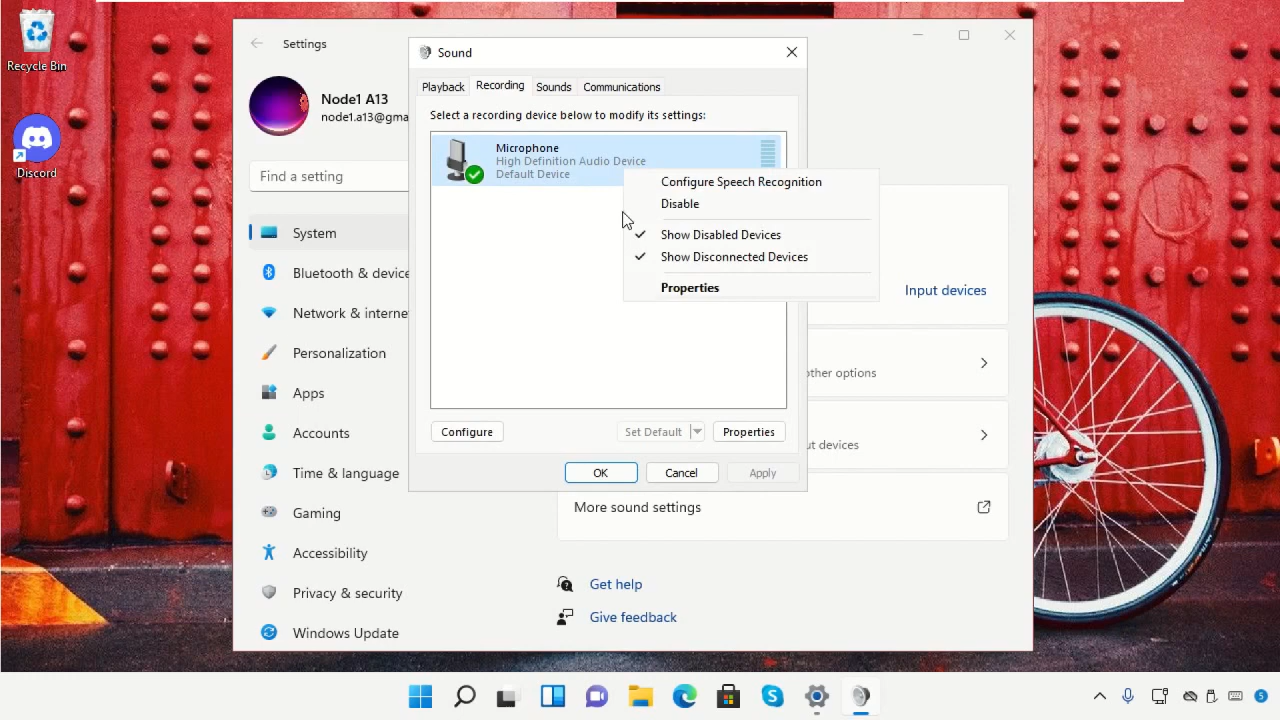 Recycle Bin
Discord
Settings
Node1 A13
node1.a13@gma
Find a setting
System
Bluetooth & device
Network & interne
Personalization
Apps
Accounts
Time & language
Gaming
Accessibility
Privacy & security
Windows Update
Sound
Playback
Recording
Sounds
Communications
Select a recording device below to modify its settings:
Microphone
High Definition Audio Device
Default Device
Configure Speech Recognition
Disable
Show Disabled Devices
Show Disconnected Devices
Properties
Configure
Set Default
Properties
OK
Cancel
Apply
Input devices
other options
ut devices
More sound settings
Get help
Give feedback
5